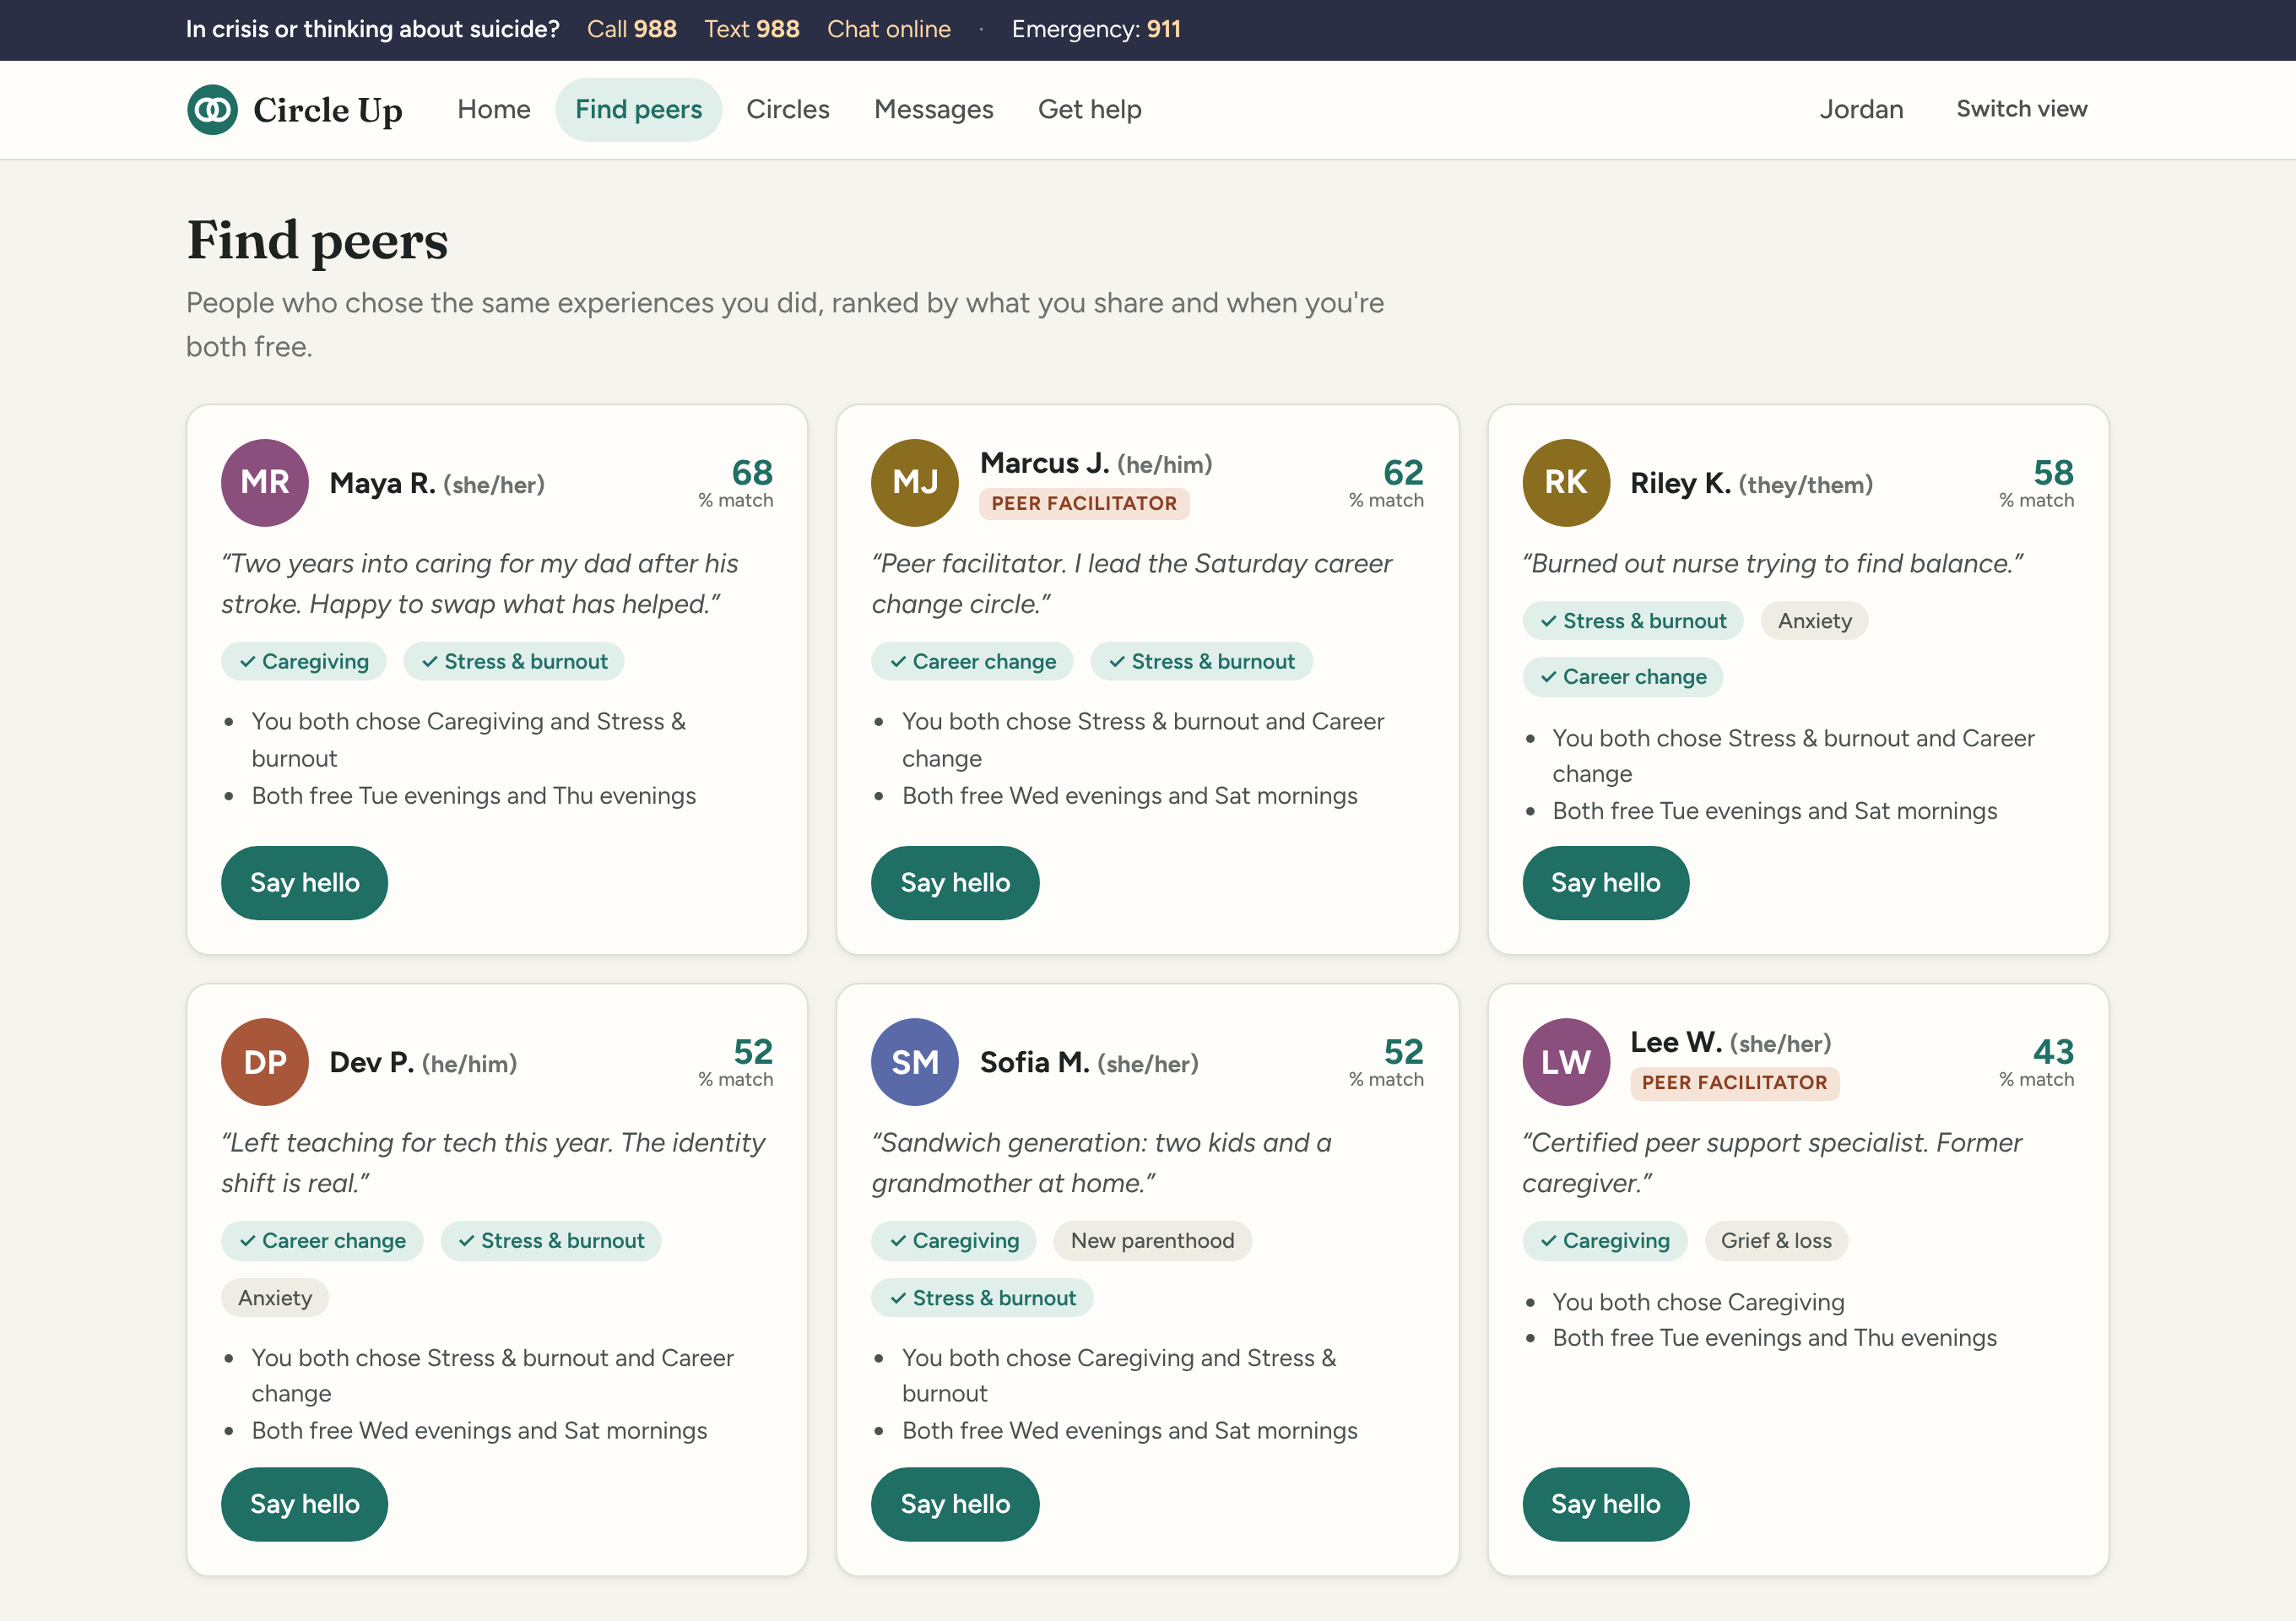 In crisis or thinking about suicide? Call 988 Text 988 Chat online · Emergency: 911
Circle Up Home Find peers Circles Messages Get help Jordan Switch view
Find peers
People who chose the same experiences you did, ranked by what you share and when you're
both free.
MR Maya R. (she/her) 68
% match
“Two years into caring for my dad after his
stroke. Happy to swap what has helped.”
✓ Caregiving ✓ Stress & burnout
• You both chose Caregiving and Stress &
burnout
• Both free Tue evenings and Thu evenings
Say hello
MJ Marcus J. (he/him) 62
PEER FACILITATOR % match
“Peer facilitator. I lead the Saturday career
change circle.”
✓ Career change ✓ Stress & burnout
• You both chose Stress & burnout and Career
change
• Both free Wed evenings and Sat mornings
Say hello
RK Riley K. (they/them) 58
% match
“Burned out nurse trying to find balance.”
✓ Stress & burnout Anxiety
✓ Career change
• You both chose Stress & burnout and Career
change
• Both free Tue evenings and Sat mornings
Say hello
DP Dev P. (he/him) 52
% match
“Left teaching for tech this year. The identity
shift is real.”
✓ Career change ✓ Stress & burnout
Anxiety
• You both chose Stress & burnout and Career
change
• Both free Wed evenings and Sat mornings
Say hello
SM Sofia M. (she/her) 52
% match
“Sandwich generation: two kids and a
grandmother at home.”
✓ Caregiving New parenthood
✓ Stress & burnout
• You both chose Caregiving and Stress &
burnout
• Both free Wed evenings and Sat mornings
Say hello
LW Lee W. (she/her) 43
PEER FACILITATOR % match
“Certified peer support specialist. Former
caregiver.”
✓ Caregiving Grief & loss
• You both chose Caregiving
• Both free Tue evenings and Thu evenings
Say hello